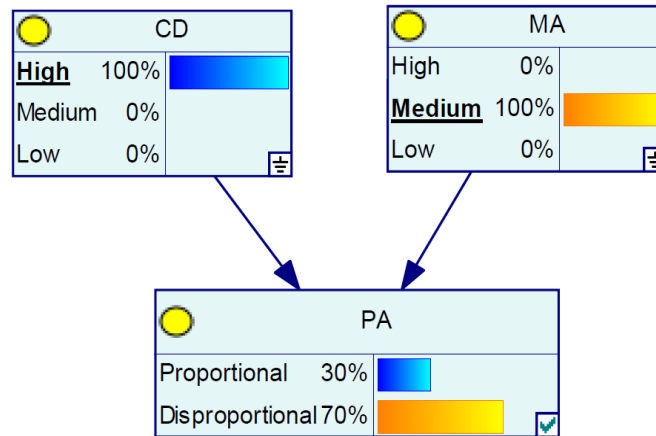 CD
High 100%
Medium 0%
Low 0%
MA
High 0%
Medium 100%
Low 0%
PA
Proportional 30%
Disproportional 70%